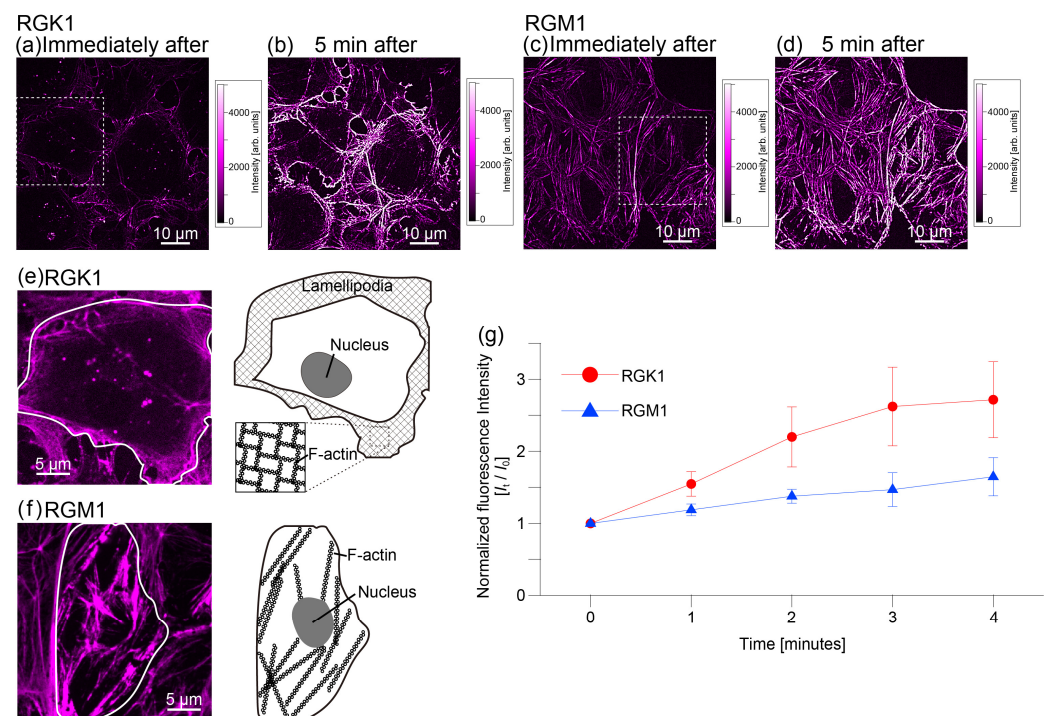 RGK1
(a) Immediately after
(b) 5 min after
RGM1
(c) Immediately after
(d) 5 min after
4000
2000
0
Intensity [arb. units]
10 μm
4000
2000
0
Intensity [arb. units]
10 μm
4000
2000
0
Intensity [arb. units]
10 μm
4000
2000
0
Intensity [arb. units]
10 μm
(e) RGK1
5 μm
Lamellipodia
Nucleus
F-actin
(f) RGM1
5 μm
F-actin
Nucleus
(g)
Normalized fluorescence Intensity
[It / I0]
3
2
1
0
RGK1
RGM1
0 1 2 3 4
Time [minutes]